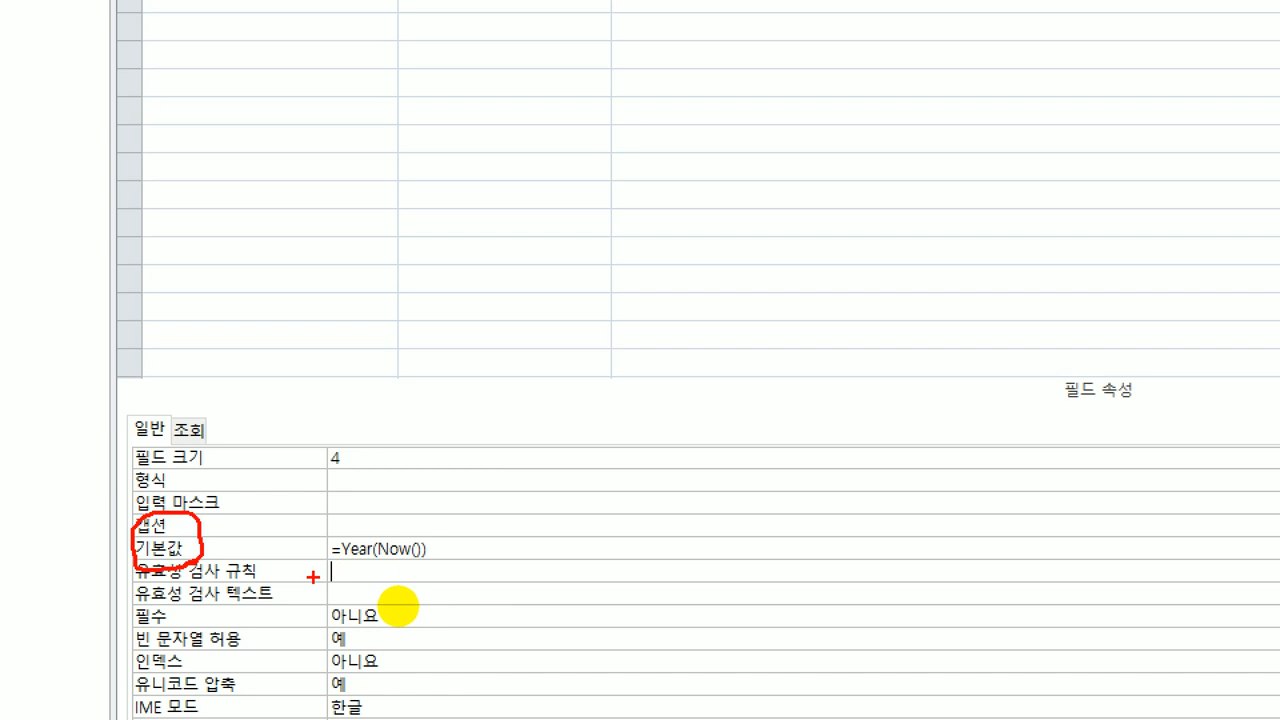 필드 속성
일반 조회
필드 크기 4
형식
입력 마스크
캡션
기본값 =Year(Now())
유효성 검사 규칙
유효성 검사 텍스트
필수 아니요
빈 문자열 허용 예
인덱스 아니요
유니코드 압축 예
IME 모드 한글